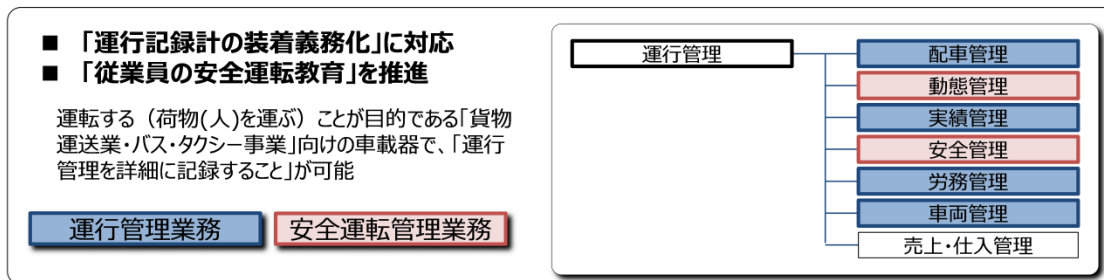 ■ 「運行記録計の装着義務化」に対応
■ 「従業員の安全運転教育」を推進
運転する（荷物(人)を運ぶ）ことが目的である「貨物
運送業・バス・タクシー事業」向けの車載器で、「運行
管理を詳細に記録すること」が可能
運行管理業務
安全運転管理業務
運行管理
配車管理
動態管理
実績管理
安全管理
労務管理
車両管理
売上・仕入管理